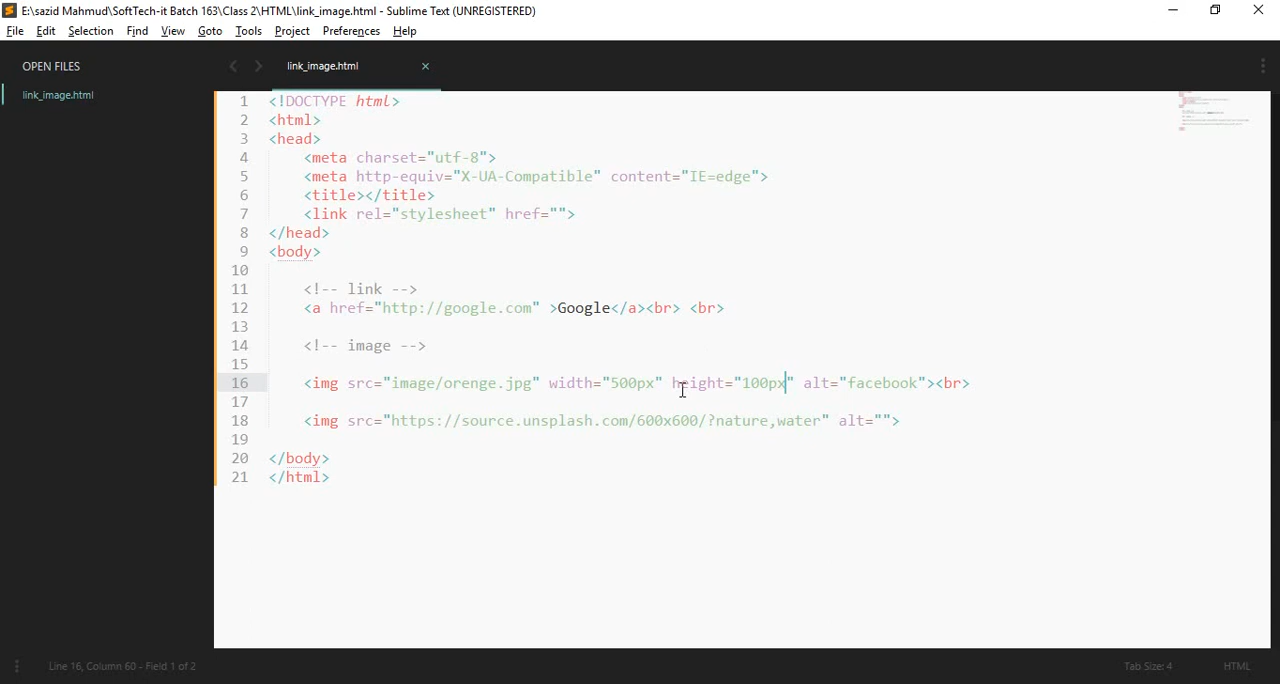 E:\sazid Mahmud\SoftTech-it Batch 163\Class 2\HTML\link_image.html - Sublime Text (UNREGISTERED)
File Edit Selection Find View Goto Tools Project Preferences Help
OPEN FILES
link_image.html
link_image.html
1 <!DOCTYPE html>
2 <html>
3 <head>
4 <meta charset="utf-8">
5 <meta http-equiv="X-UA-Compatible" content="IE=edge">
6 <title></title>
7 <link rel="stylesheet" href="">
8 </head>
9 <body>
10
11 <!-- link -->
12 <a href="http://google.com" >Google</a><br> <br>
13
14 <!-- image -->
15
16 <img src="image/orenge.jpg" width="500px" height="100px" alt="facebook"><br>
17
18 <img src="https://source.unsplash.com/600x600/?nature,water" alt="">
19
20 </body>
21 </html>
Line 16, Column 60 - Field 1 of 2
Tab Size: 4
HTML